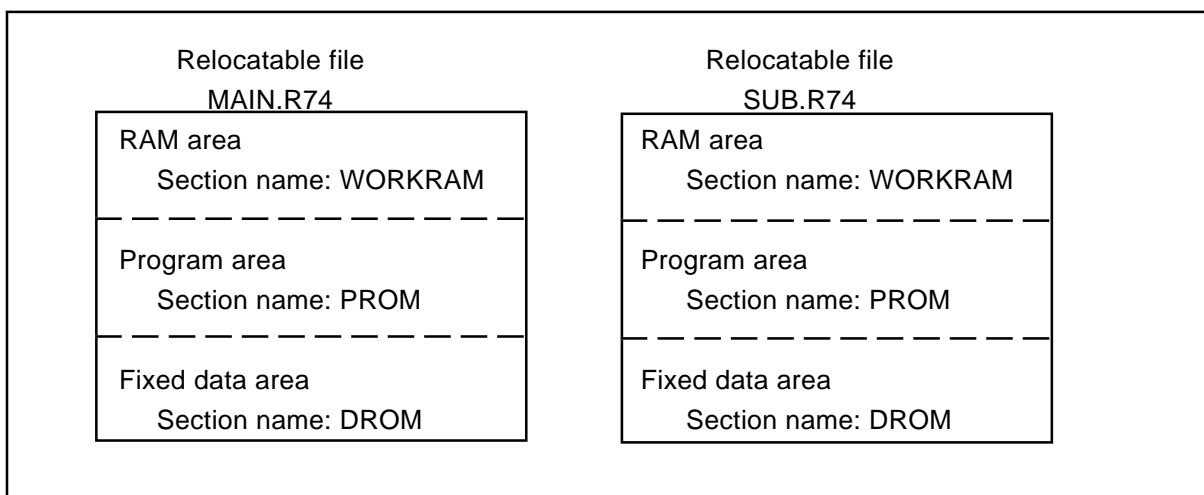 Relocatable file
MAIN.R74
RAM area
Section name: WORKRAM
Program area
Section name: PROM
Fixed data area
Section name: DROM
Relocatable file
SUB.R74
RAM area
Section name: WORKRAM
Program area
Section name: PROM
Fixed data area
Section name: DROM